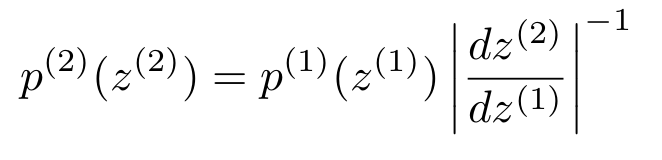 p^{(2)}(z^{(2)}) = p^{(1)}(z^{(1)}) \left| \frac{dz^{(2)}}{dz^{(1)}} \right|^{-1}